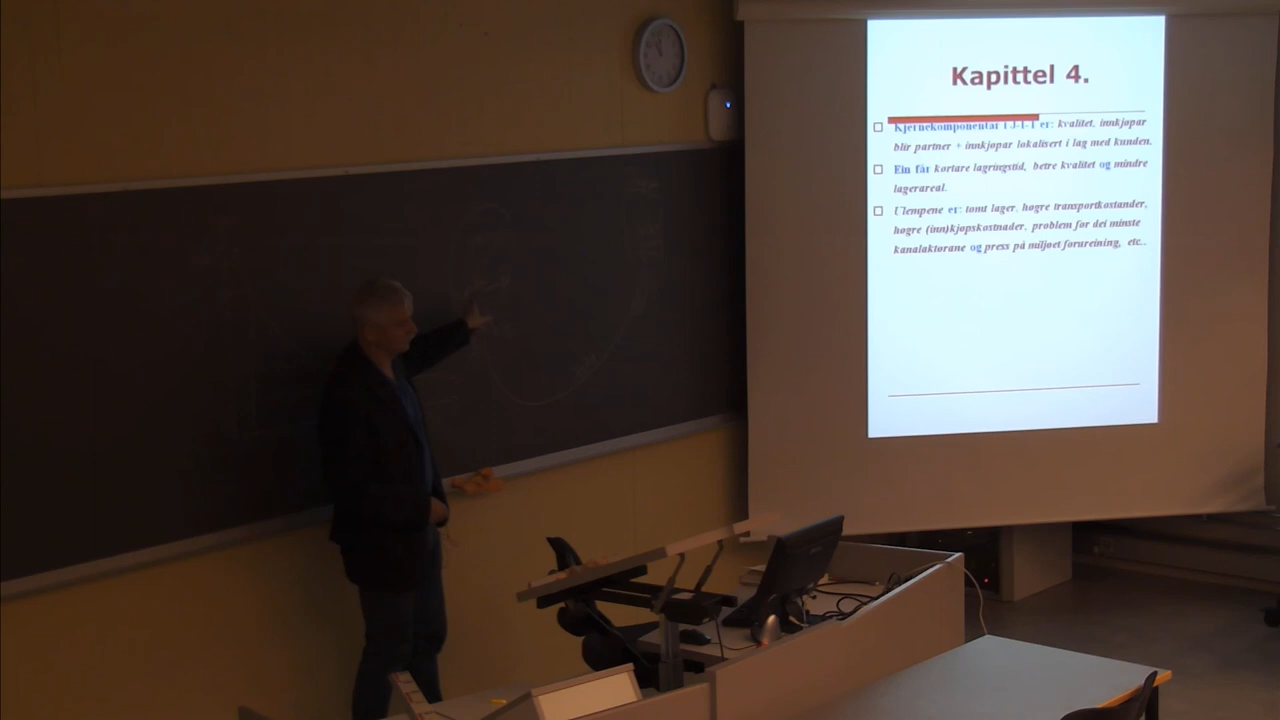 Kapittel 4.
Kjernekomponentar i J-I-T er: kvalitet, innkjøpar
blir partner + innkjøpar lokalisert i lag med kunden.
Ein får kortare lagringstid, betre kvalitet og mindre
lagerareal.
Ulempene er: tomt lager, høgre transportkostander,
høgre (inn)kjøpskostnader, problem for dei minste
kanalaktørane og press på miljøet forureining, etc..